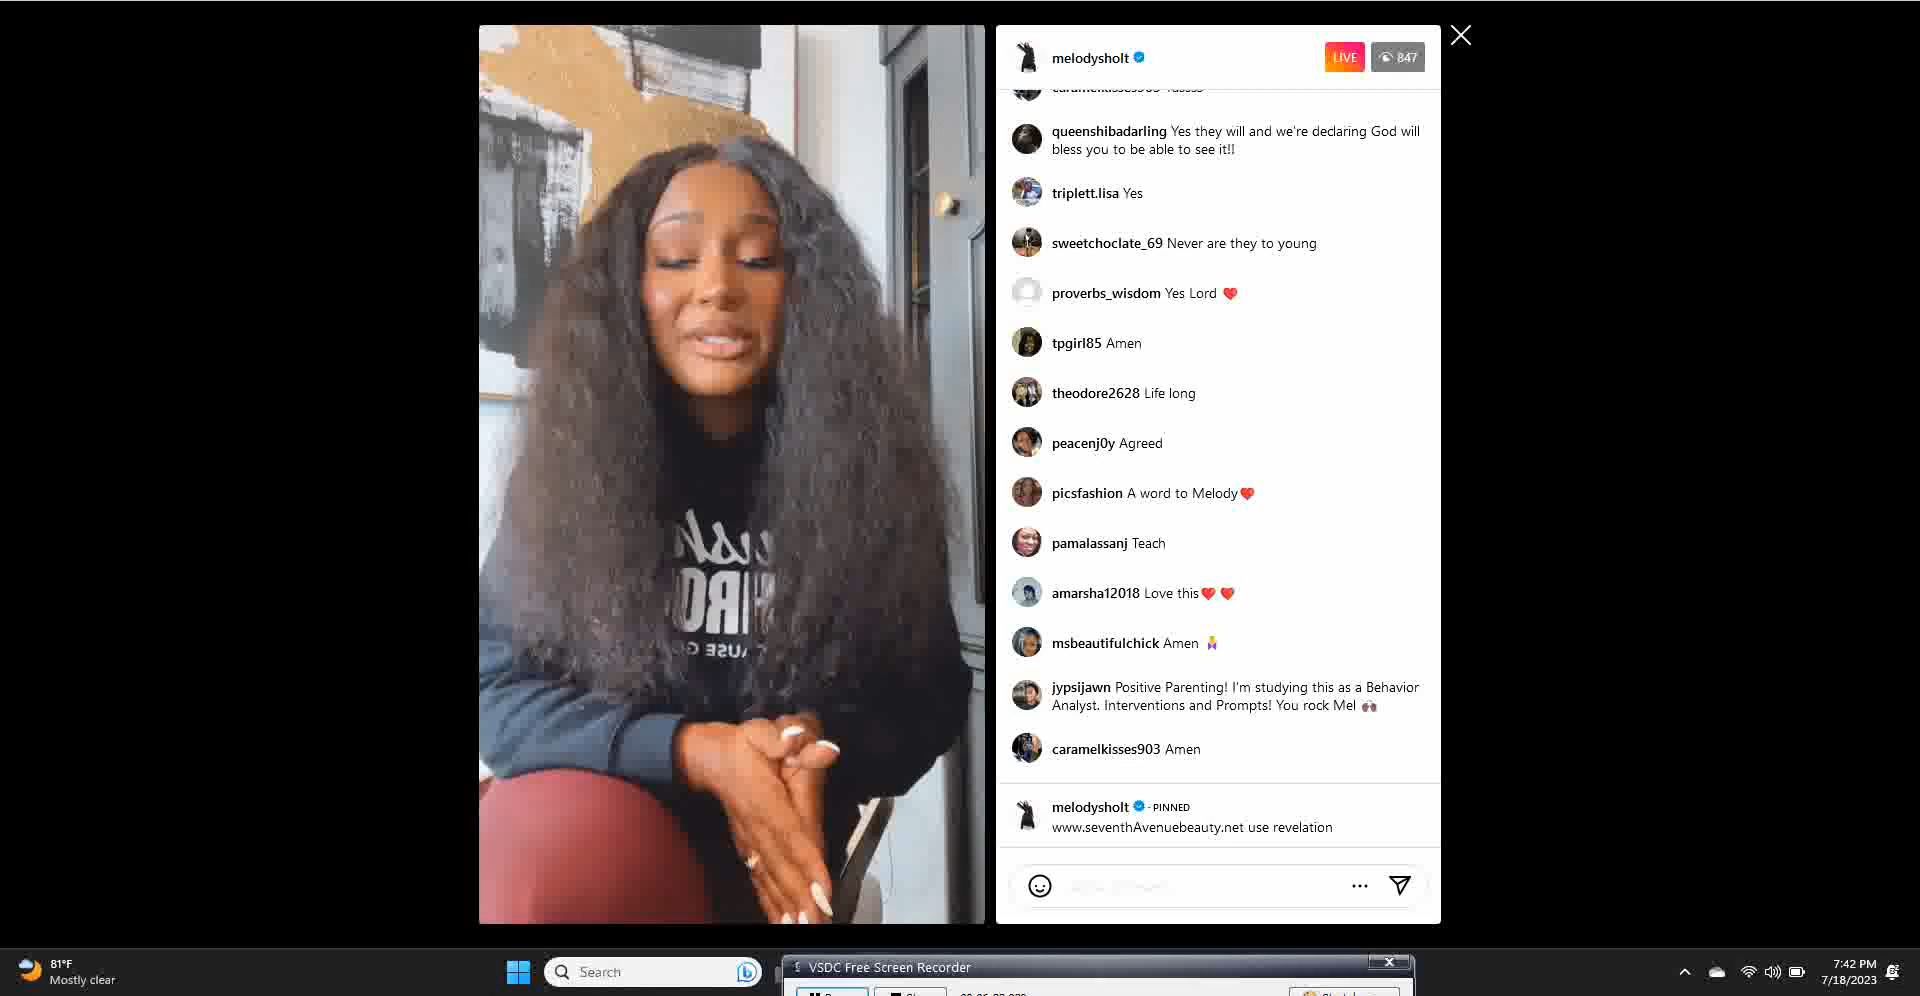 melodysholt
LIVE
847
caramelkisses903 Yassss
queenshibadarling Yes they will and we're declaring God will
bless you to be able to see it!!
triplett.lisa Yes
sweetchoclate_69 Never are they to young
proverbs_wisdom Yes Lord ❤️
tpgirl85 Amen
theodore2628 Life long
peacenj0y Agreed
picsfashion A word to Melody❤️
pamalassanj Teach
amarsha12018 Love this❤️ ❤️
msbeautifulchick Amen
jypsijawn Positive Parenting! I'm studying this as a Behavior
Analyst. Interventions and Prompts! You rock Mel
caramelkisses903 Amen
melodysholt · PINNED
www.seventhAvenuebeauty.net use revelation
81°F
Mostly clear
Search
VSDC Free Screen Recorder
7:42 PM
7/18/2023